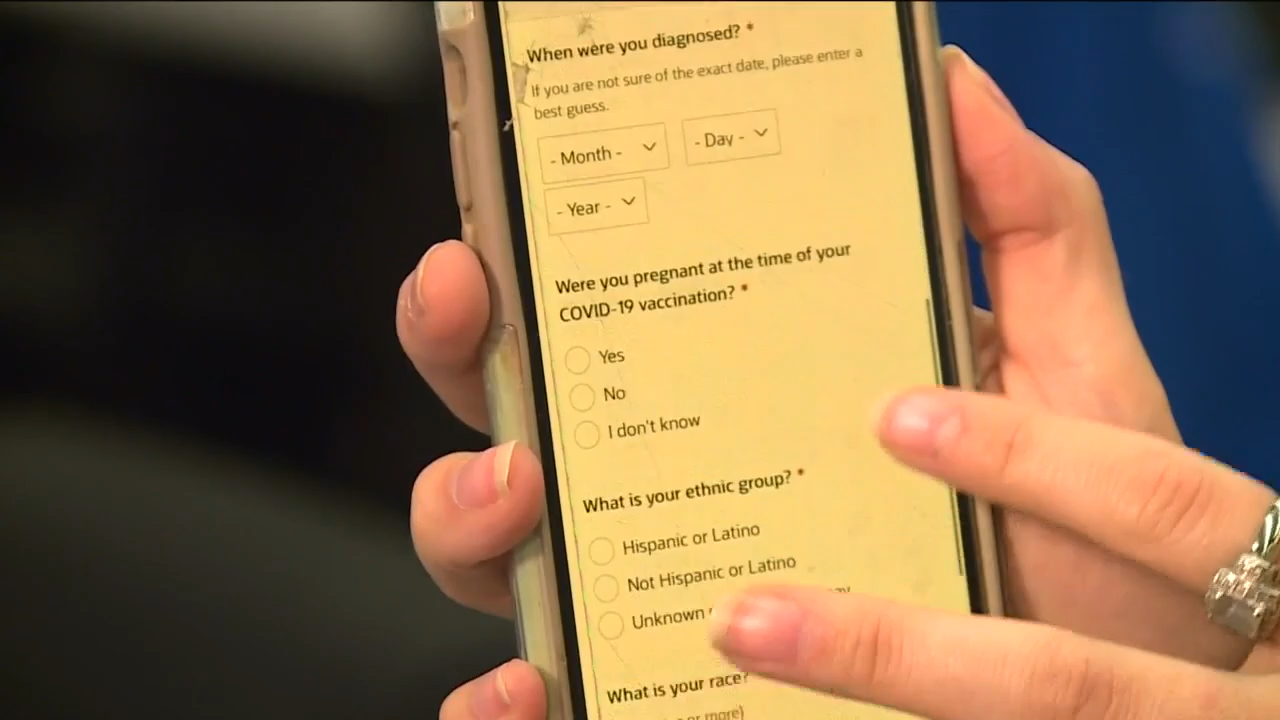 When were you diagnosed? *
If you are not sure of the exact date, please enter a
best guess.
- Month - - Day -
- Year -
Were you pregnant at the time of your
COVID-19 vaccination? *
Yes
No
I don't know
What is your ethnic group? *
Hispanic or Latino
Not Hispanic or Latino
Unknown
What is your race?
or more)